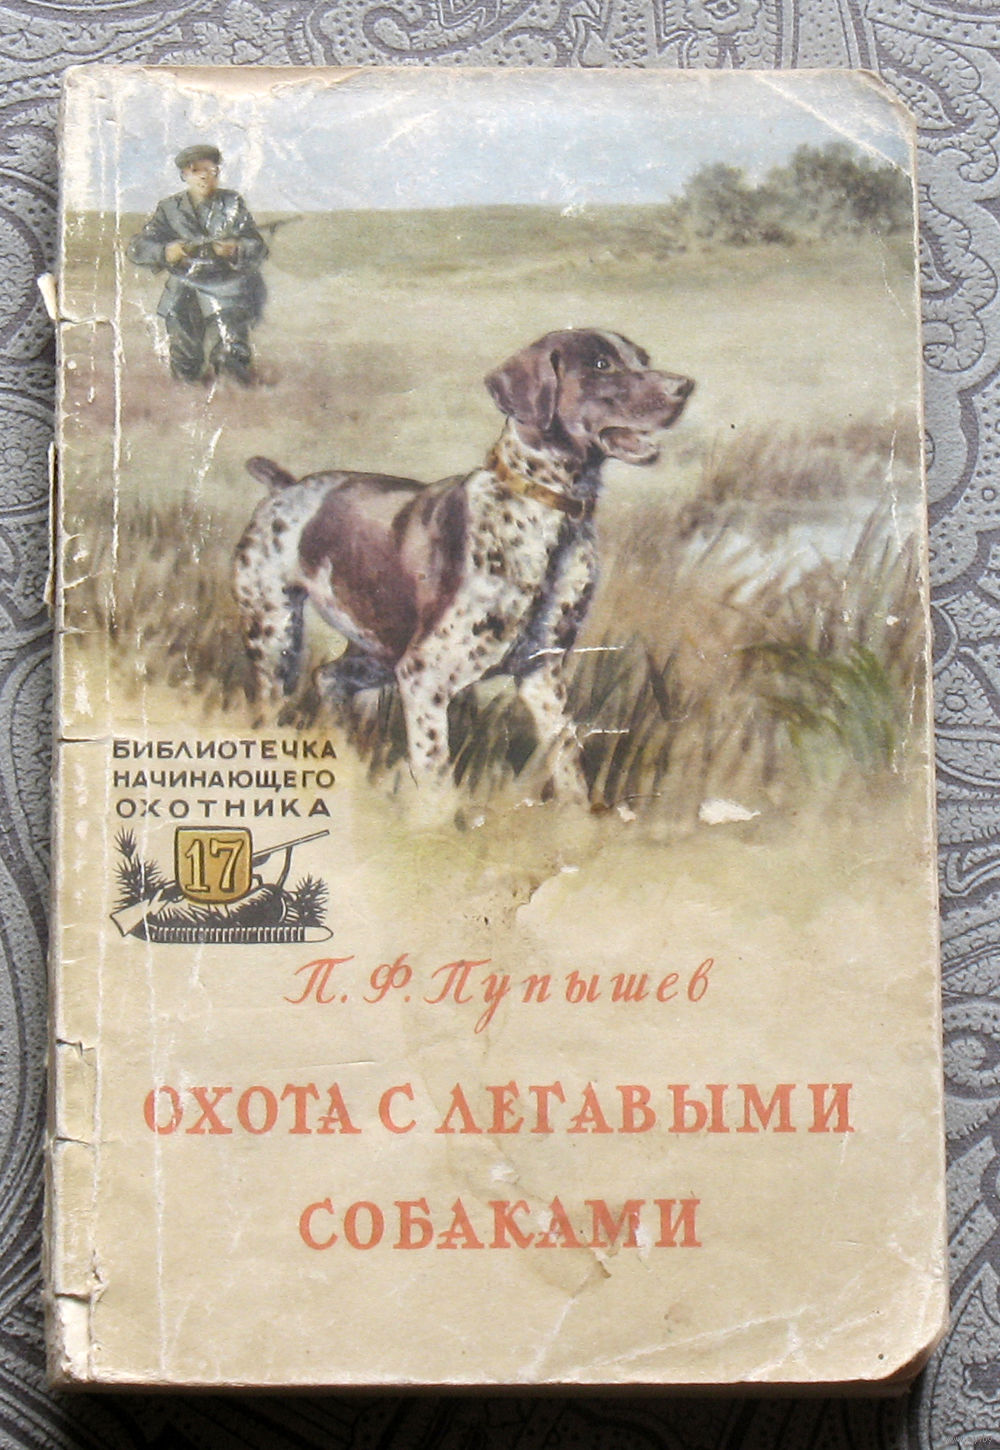 БИБЛИОТЕЧКА
НАЧИНАЮЩЕГО
ОХОТНИКА
17
П. Ф. Пупышев
ОХОТА С ЛЕГАВЫМИ
СОБАКАМИ